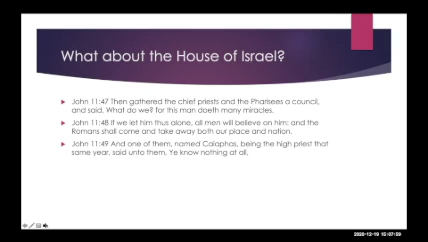 What about the House of Israel?
John 11:47 Then gathered the chief priests and the Pharisees a council,
and said, What do we? for this man doeth many miracles.
John 11:48 If we let him thus alone, all men will believe on him: and the
Romans shall come and take away both our place and nation.
John 11:49 And one of them, named Caiaphas, being the high priest that
same year, said unto them, Ye know nothing at all,
2020-12-19 15:07:59